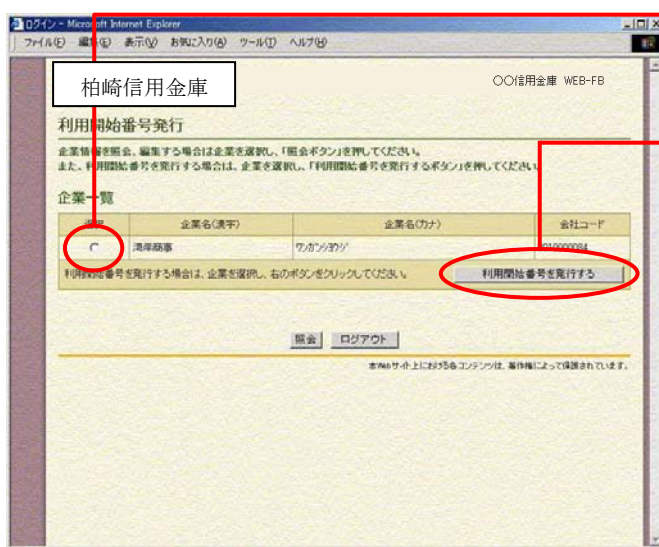 ログイン - Microsoft Internet Explorer
ファイル(F) 編集(E) 表示(V) お気に入り(A) ツール(T) ヘルプ(H)
柏崎信用金庫
〇〇信用金庫 WEB-FB
利用開始番号発行
企業情報を照会、編集する場合は企業を選択し、「照会ボタン」を押してください。
また、利用開始番号を発行する場合は、企業を選択し、「利用開始番号を発行するボタン」を押してください。
企業一覧
選択 企業名(漢字) 企業名(カナ) 会社コード
湾岸商事 ワンガンシヨウジ
利用開始番号を発行する場合は、企業を選択し、右のボタンをクリックしてください。 利用開始番号を発行する
照会 ログアウト
本Webサイト上における各コンテンツは、著作権によって保護されています。